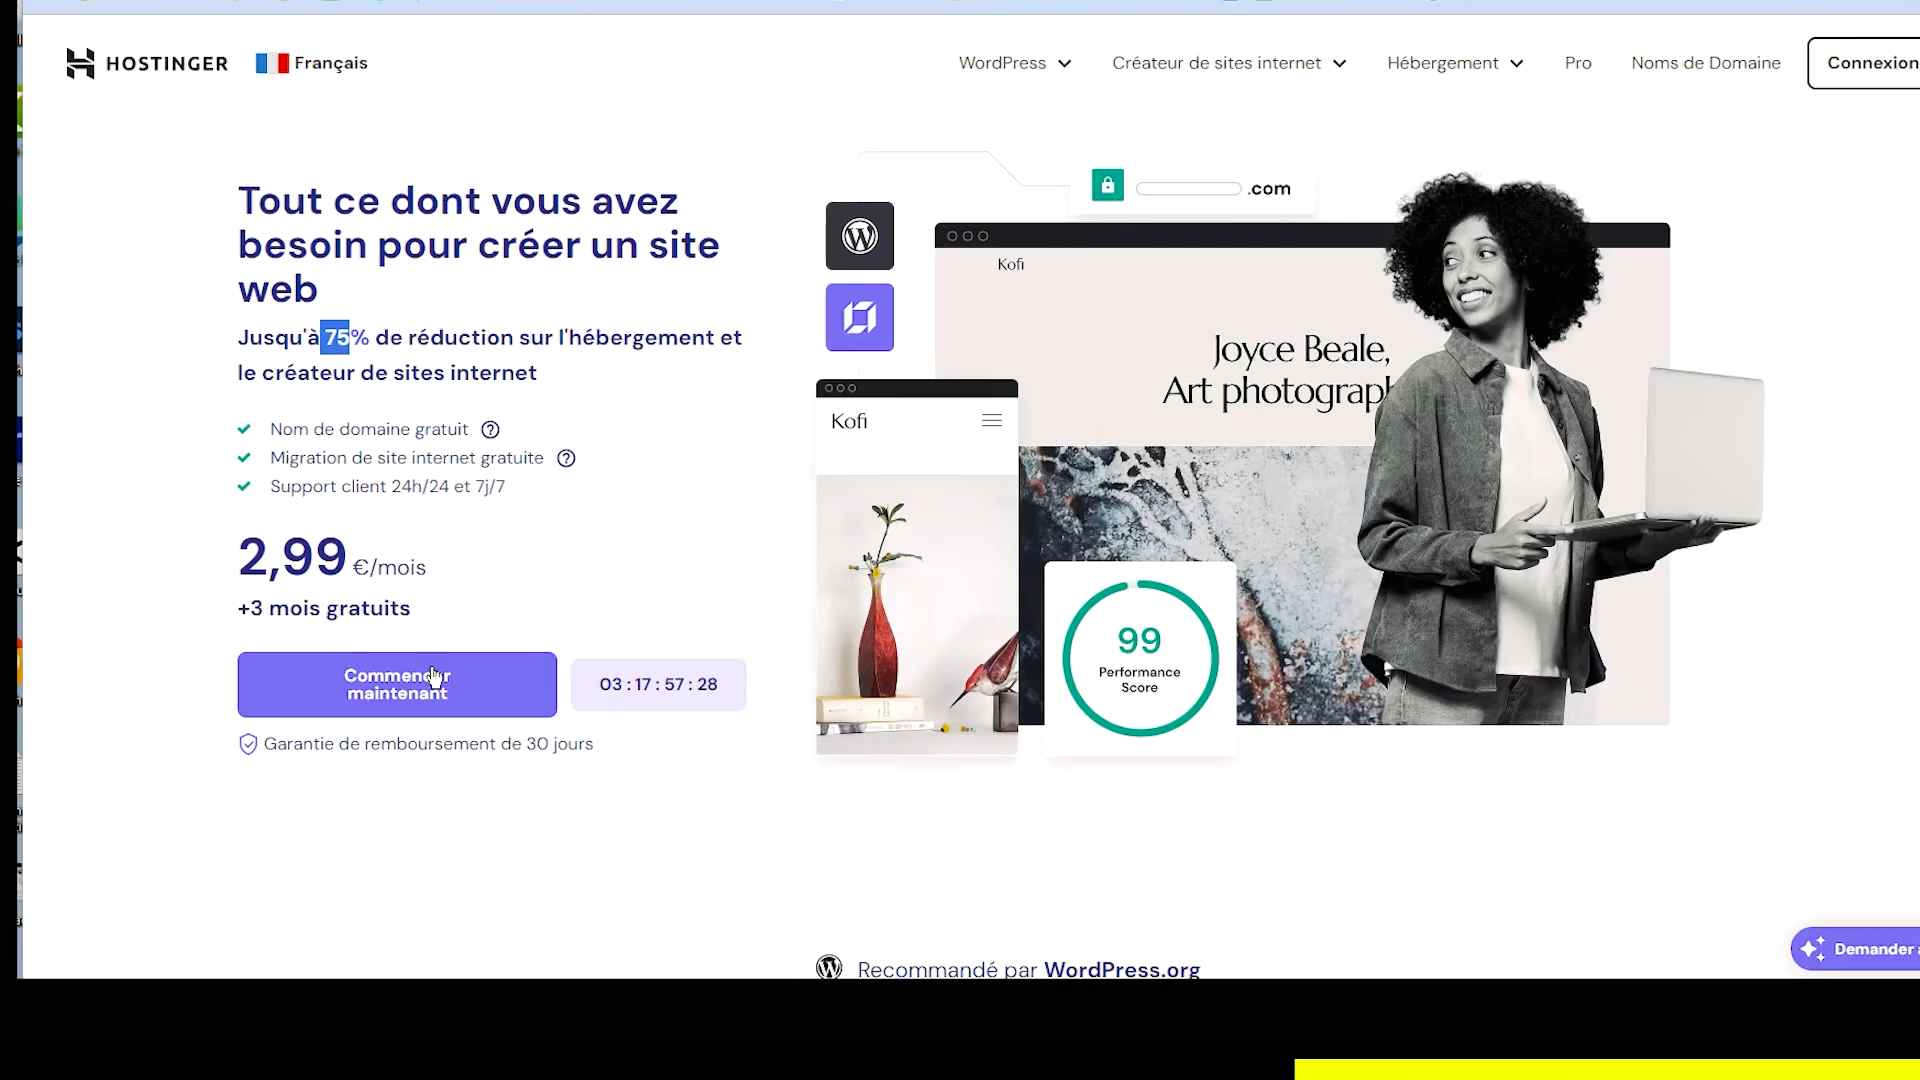 HOSTINGER
Français
WordPress
Créateur de sites internet
Hébergement
Pro
Noms de Domaine
Connexion
Tout ce dont vous avez
besoin pour créer un site
web
Jusqu'à 75% de réduction sur l'hébergement et
le créateur de sites internet
Nom de domaine gratuit
Migration de site internet gratuite
Support client 24h/24 et 7j/7
2,99 €/mois
+3 mois gratuits
Commencer
maintenant
03 : 17 : 57 : 28
Garantie de remboursement de 30 jours
.com
Kofi
Joyce Beale,
Art photograph
Kofi
99
Performance
Score
Recommandé par WordPress.org
Demander